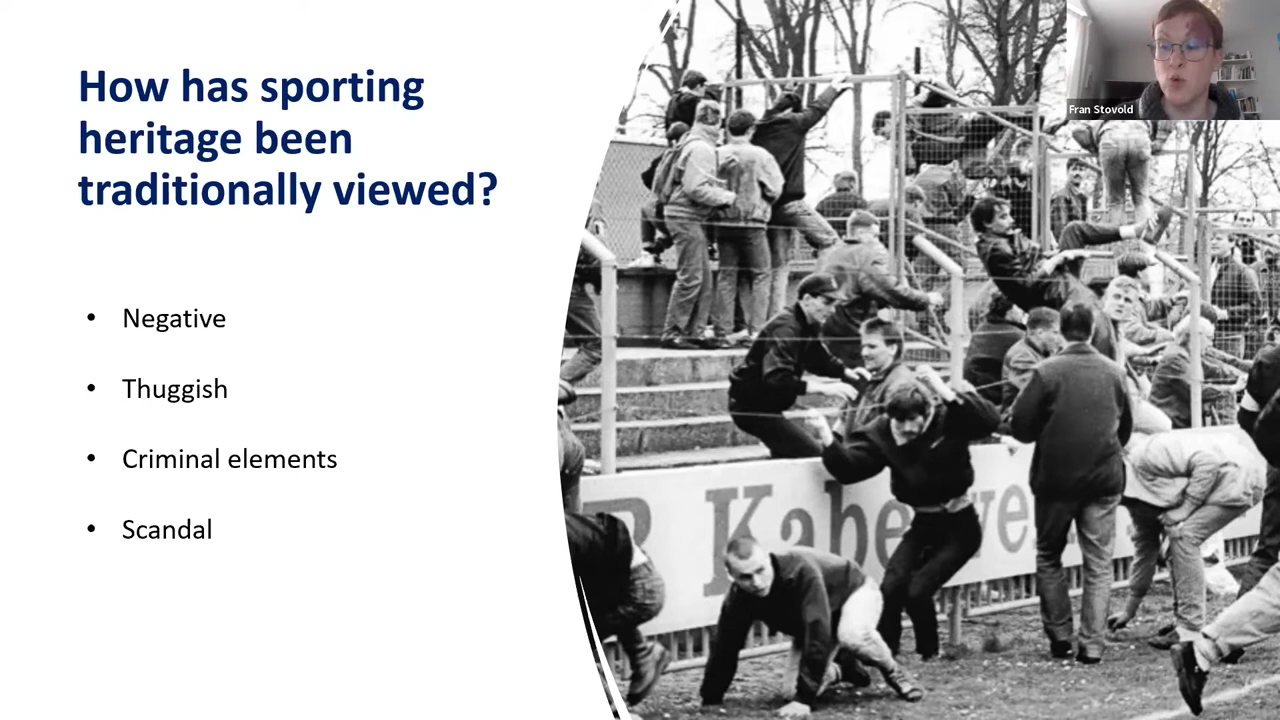 How has sporting
heritage been
traditionally viewed?
• Negative
• Thuggish
• Criminal elements
• Scandal
Fran Stovold